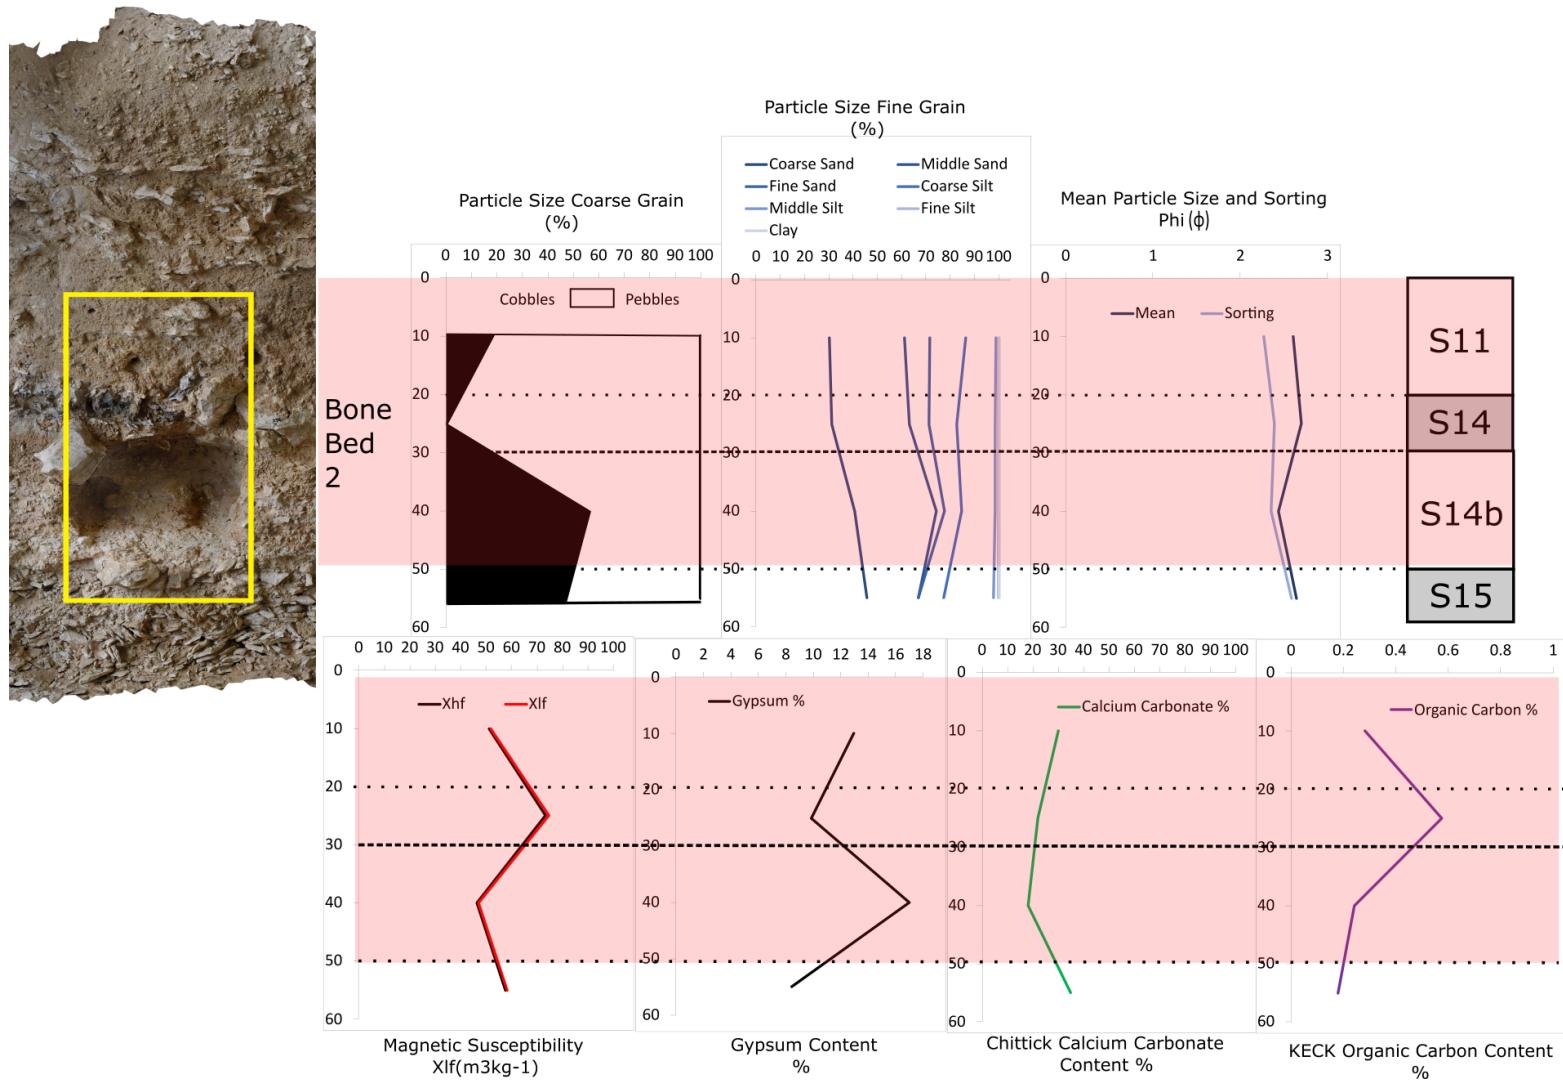 Particle Size Fine Grain
(%)
Coarse Sand Middle Sand
Fine Sand Coarse Silt
Middle Silt Fine Silt
Clay
Particle Size Coarse Grain
(%)
Mean Particle Size and Sorting
Phi (ϕ)
0 10 20 30 40 50 60 70 80 90 100
0 10 20 30 40 50 60 70 80 90 100
0 1 2 3
0
10
20
30
40
50
60
Cobbles Pebbles
0
10
20
30
40
50
60
0
10
20
30
40
50
60
Mean Sorting
Bone
Bed
2
S11
S14
S14b
S15
0 10 20 30 40 50 60 70 80 90 100
0
10
20
30
40
50
60
Xhf Xlf
Magnetic Susceptibility
Xlf(m3kg-1)
0 2 4 6 8 10 12 14 16 18
0
10
20
30
40
50
60
Gypsum %
Gypsum Content
%
0 10 20 30 40 50 60 70 80 90 100
0
10
20
30
40
50
60
Calcium Carbonate %
Chittick Calcium Carbonate
Content %
0 0.2 0.4 0.6 0.8 1
0
10
20
30
40
50
60
Organic Carbon %
KECK Organic Carbon Content
%